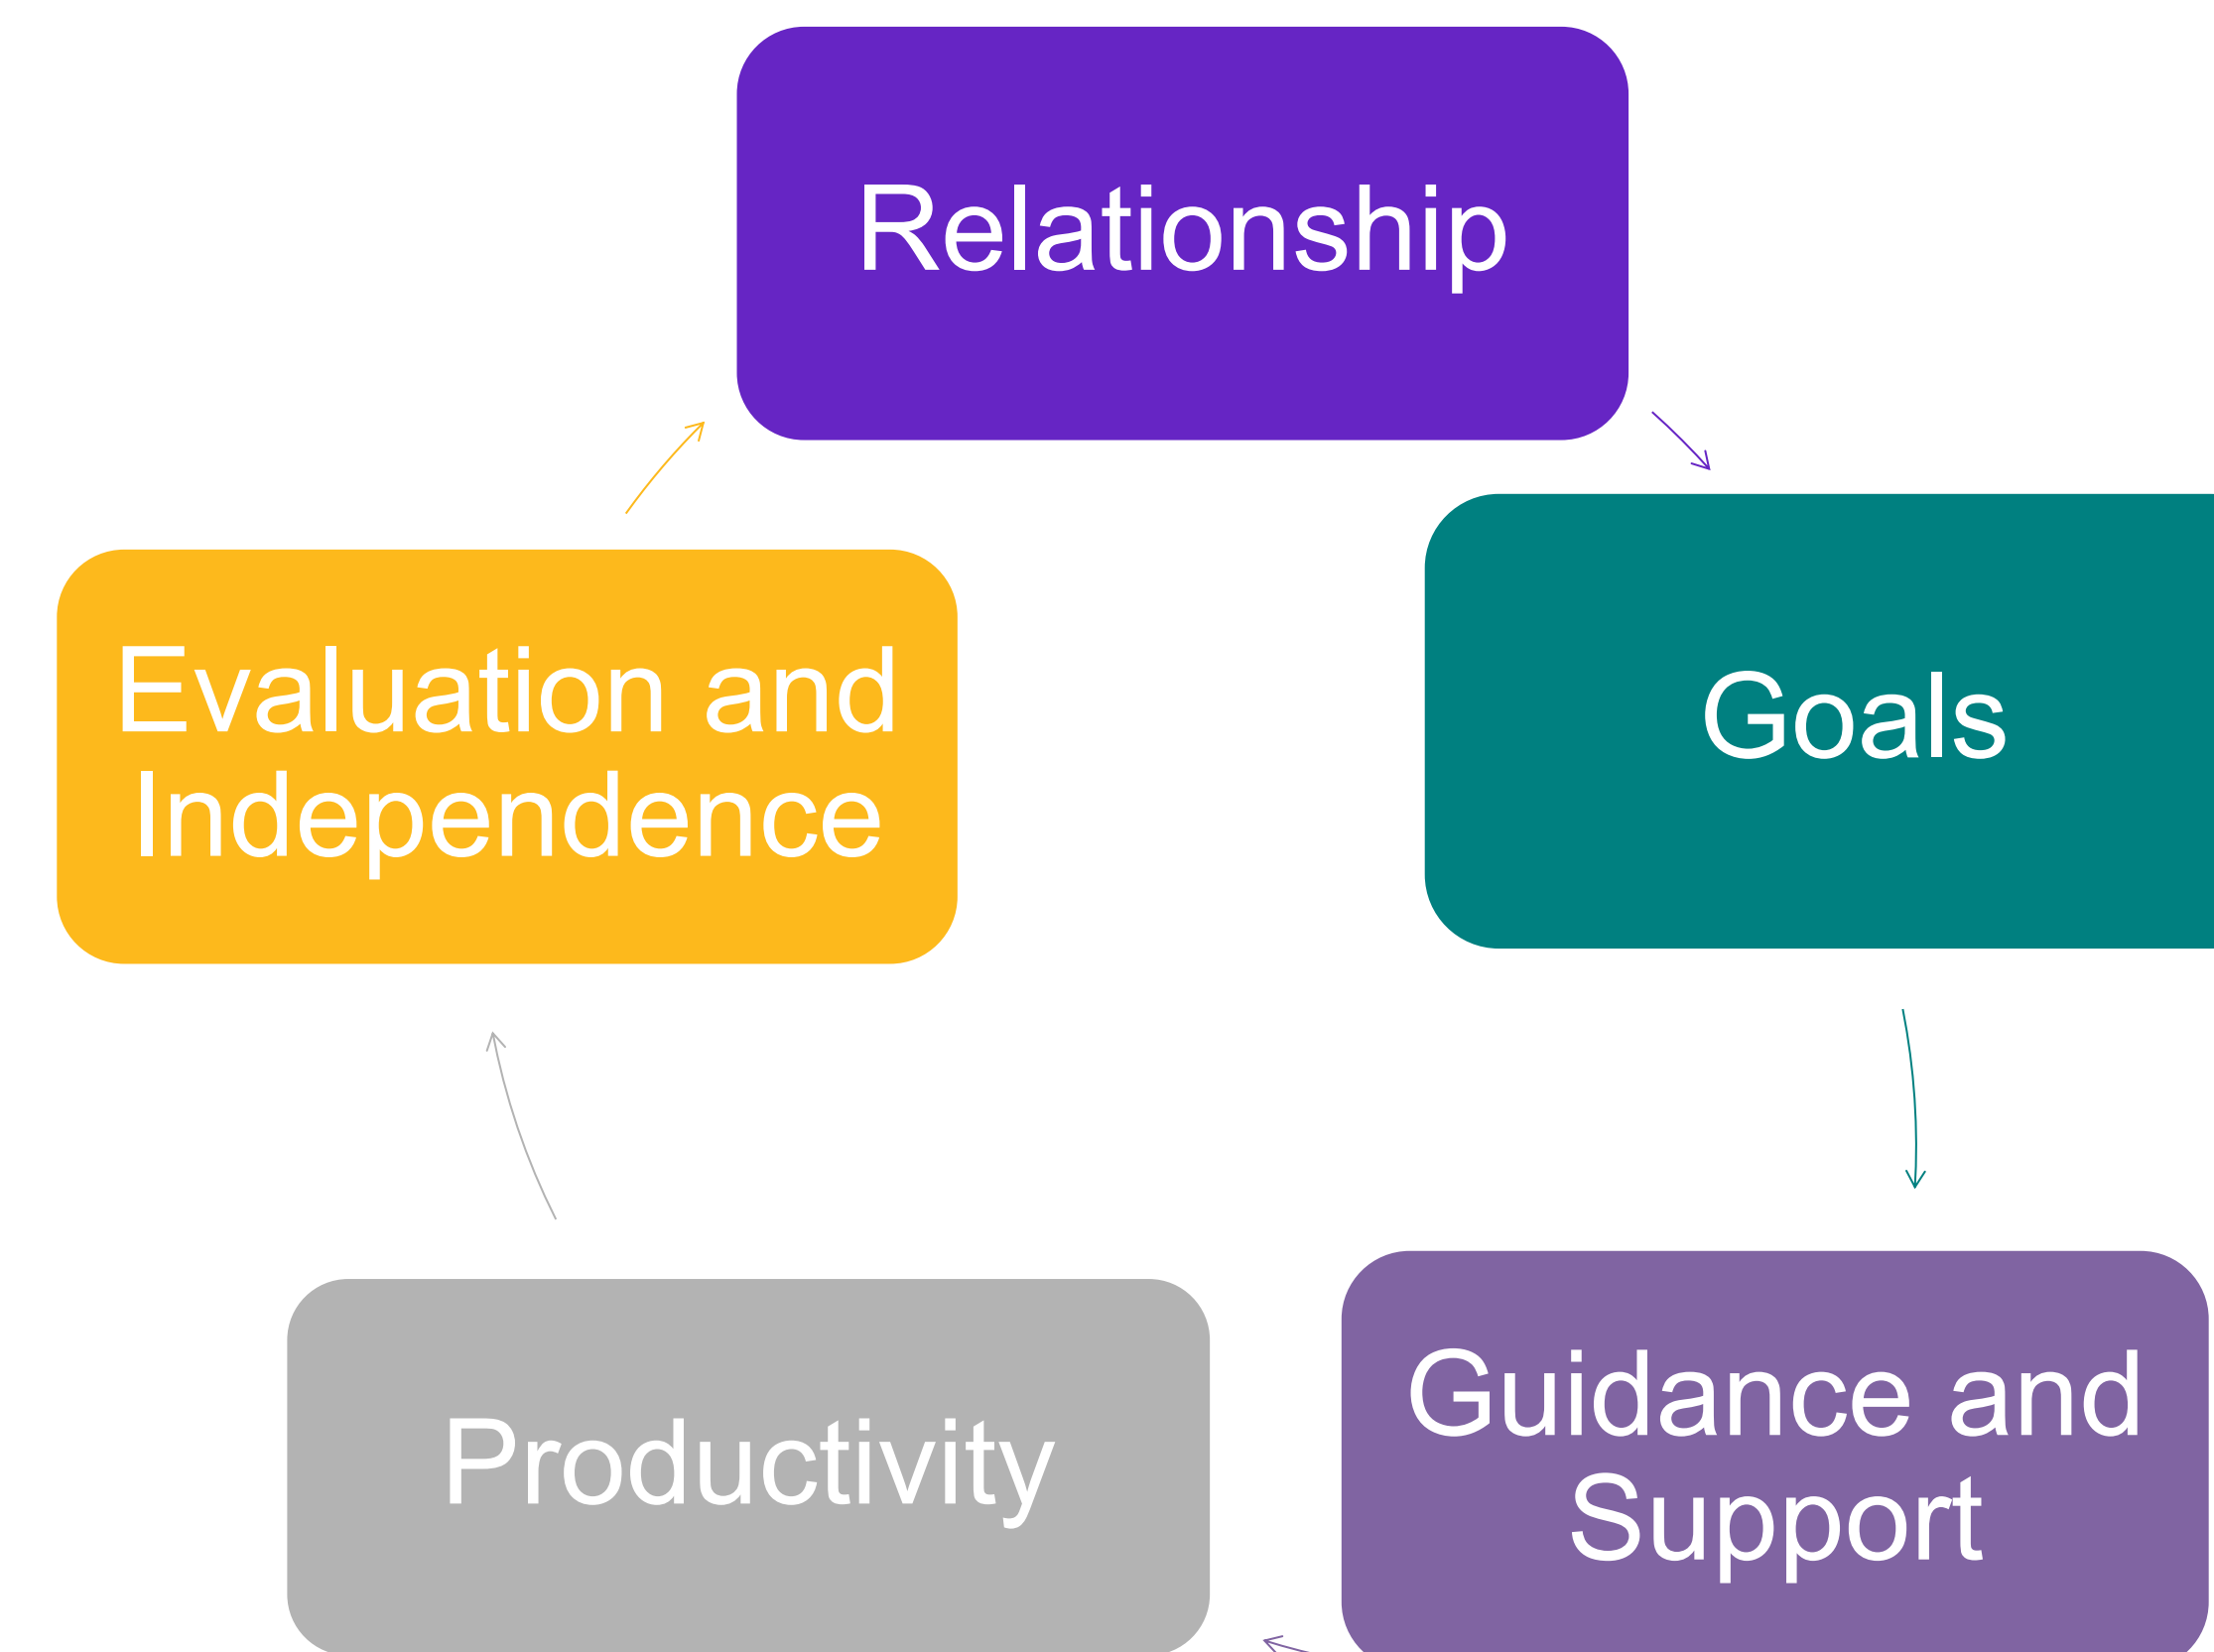 Relationship
Goals
Guidance and
Support
Productivity
Evaluation and
Independence